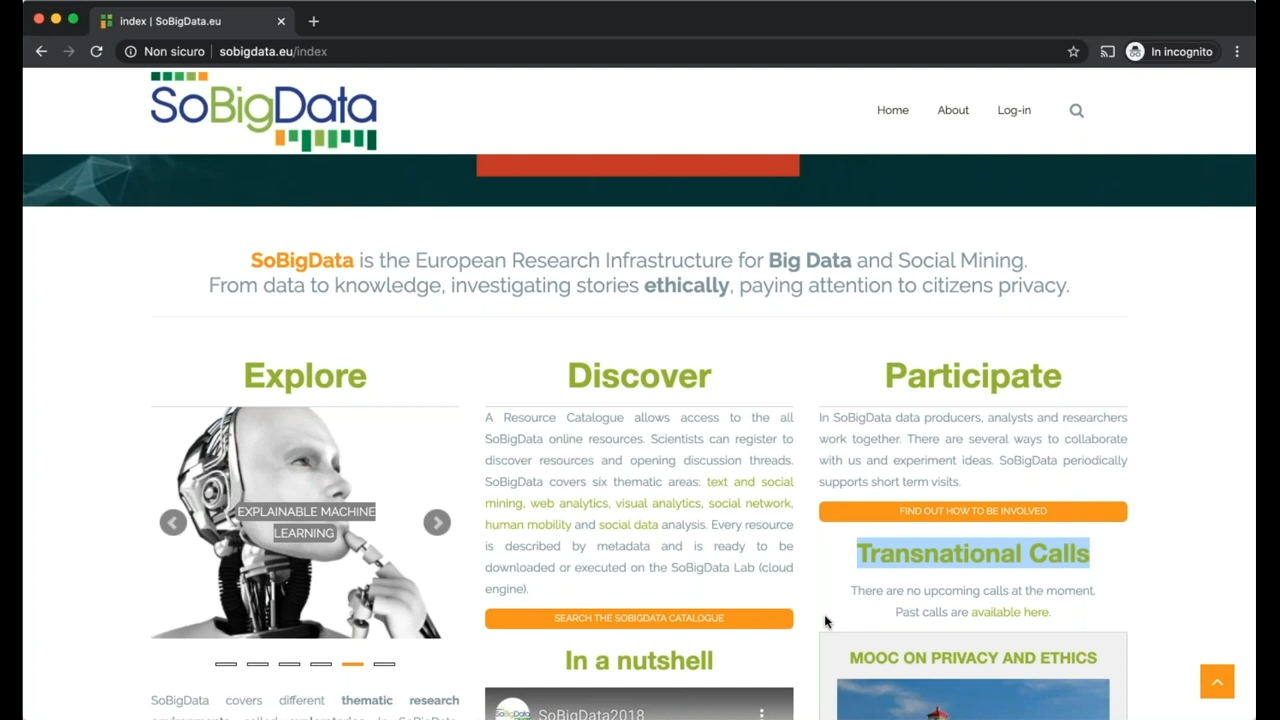 index | SoBigData.eu
Non sicuro
sobigdata.eu/index
In incognito
SoBigData
Home
About
Log-in
SoBigData is the European Research Infrastructure for Big Data and Social Mining.
From data to knowledge, investigating stories ethically, paying attention to citizens privacy.
Explore
EXPLAINABLE MACHINE
LEARNING
SoBigData covers different thematic research
Discover
A Resource Catalogue allows access to the all
SoBigData online resources. Scientists can register to
discover resources and opening discussion threads.
SoBigData covers six thematic areas: text and social
mining, web analytics, visual analytics, social network,
human mobility and social data analysis. Every resource
is described by metadata and is ready to be
downloaded or executed on the SoBigData Lab (cloud
engine).
SEARCH THE SOBIGDATA CATALOGUE
In a nutshell
SoBigData2018
Participate
In SoBigData data producers, analysts and researchers
work together. There are several ways to collaborate
with us and experiment ideas. SoBigData periodically
supports short term visits.
FIND OUT HOW TO BE INVOLVED
Transnational Calls
There are no upcoming calls at the moment.
Past calls are available here.
MOOC ON PRIVACY AND ETHICS